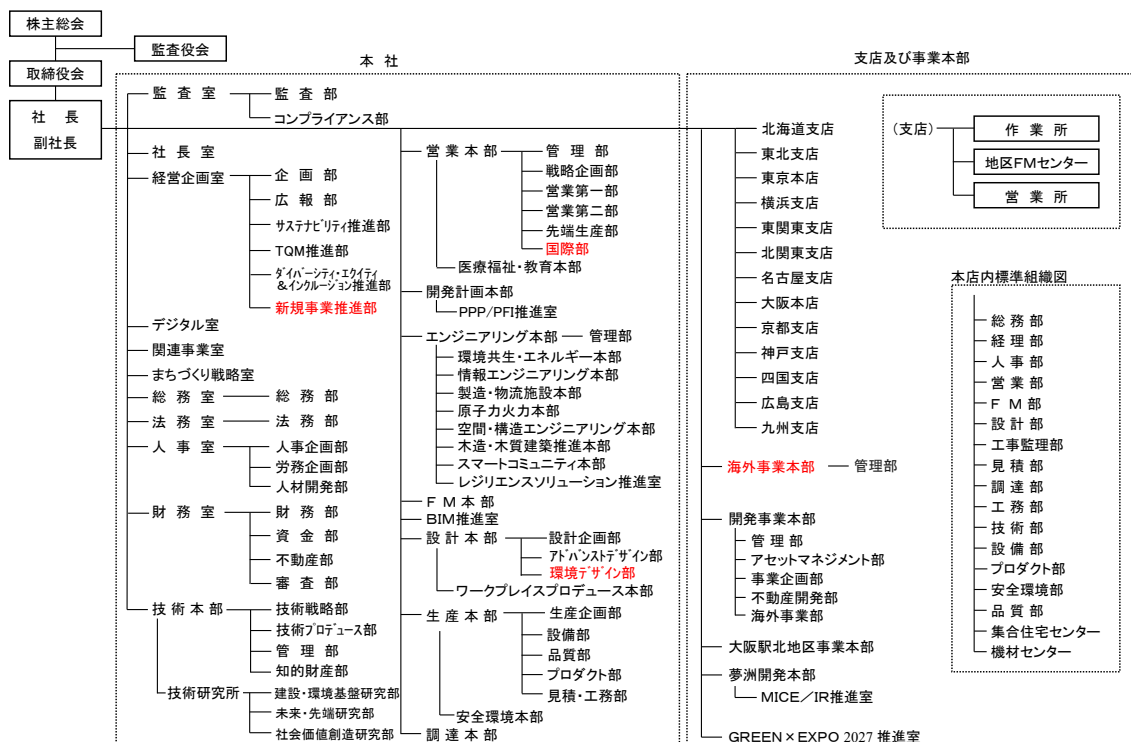 株主総会
監査役会
取締役会
社　長
副社長
本　社
監 査 室
監 査 部
コンプライアンス部
社 長 室
経営企画室
企 画 部
広 報 部
ｻｽﾃﾅﾋﾞﾘﾃｨ推進部
TQM推進部
ﾀﾞｲﾊﾞｰｼﾃｨ・ｴｸｲﾃｨ
＆ｲﾝｸﾙｰｼﾞｮﾝ推進部
新規事業推進部
デジタル室
関連事業室
まちづくり戦略室
総 務 室
総 務 部
法 務 室
法 務 部
人 事 室
人事企画部
労務企画部
人材開発部
財 務 室
財 務 部
資 金 部
不動産部
審 査 部
技 術 本 部
技術戦略部
技術ﾌﾟﾛﾃﾞｭｰｽ部
管 理 部
知的財産部
技術研究所
建設・環境基盤研究部
未来・先端研究部
社会価値創造研究部
営 業 本 部
管 理 部
戦略企画部
営業第一部
営業第二部
先端生産部
国際部
医療福祉・教育本部
開発計画本部
PPP/PFI推進室
エンジニアリング本部
管理部
環境共生・エネルギー本部
情報エンジニアリング本部
製造・物流施設本部
原子力火力本部
空間・構造エンジニアリング本部
木造・木質建築推進本部
スマートコミュニティ本部
レジリエンスソリューション推進室
Ｆ Ｍ 本 部
BIM推進室
設 計 本 部
設計企画部
ｱﾄﾞﾊﾞﾝｽﾄﾃﾞｻﾞｲﾝ部
環境ﾃﾞｻﾞｲﾝ部
ワークプレイスプロデュース本部
生 産 本 部
生産企画部
設備部
品質部
プロダクト部
見積・工務部
安全環境本部
調 達 本 部
支店及び事業本部
北海道支店
東北支店
東京本店
横浜支店
東関東支店
北関東支店
名古屋支店
大阪本店
京都支店
神戸支店
四国支店
広島支店
九州支店
海外事業本部
管理部
開発事業本部
管 理 部
アセットマネジメント部
事業企画部
不動産開発部
海外事業部
大阪駅北地区事業本部
夢洲開発本部
MICE／IR推進室
GREEN×EXPO 2027 推進室
（支店）
作 業 所
地区FMセンター
営 業 所
本店内標準組織図
総 務 部
経 理 部
人 事 部
営 業 部
Ｆ Ｍ 部
設 計 部
工事監理部
見 積 部
調 達 部
工 務 部
技 術 部
設 備 部
プロダクト部
安全環境部
品 質 部
集合住宅センター
機材センター